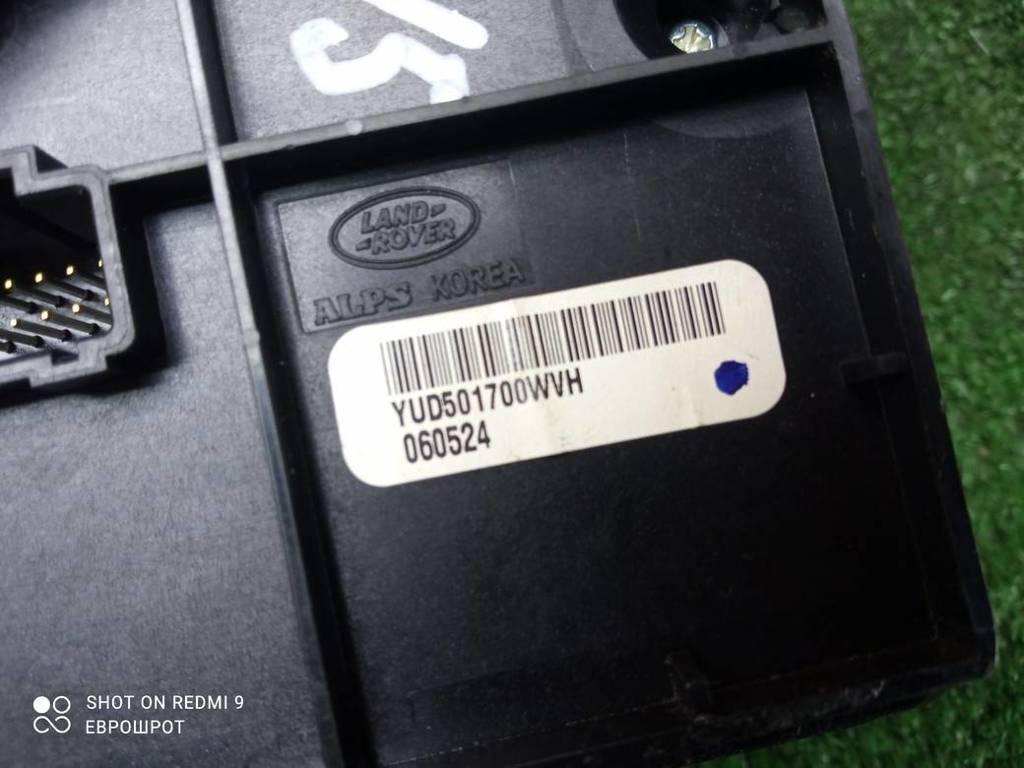 LAND-
-ROVER
ALPS KOREA
YUD501700WVH
060524
SHOT ON REDMI 9
ЕВРОШРОТ